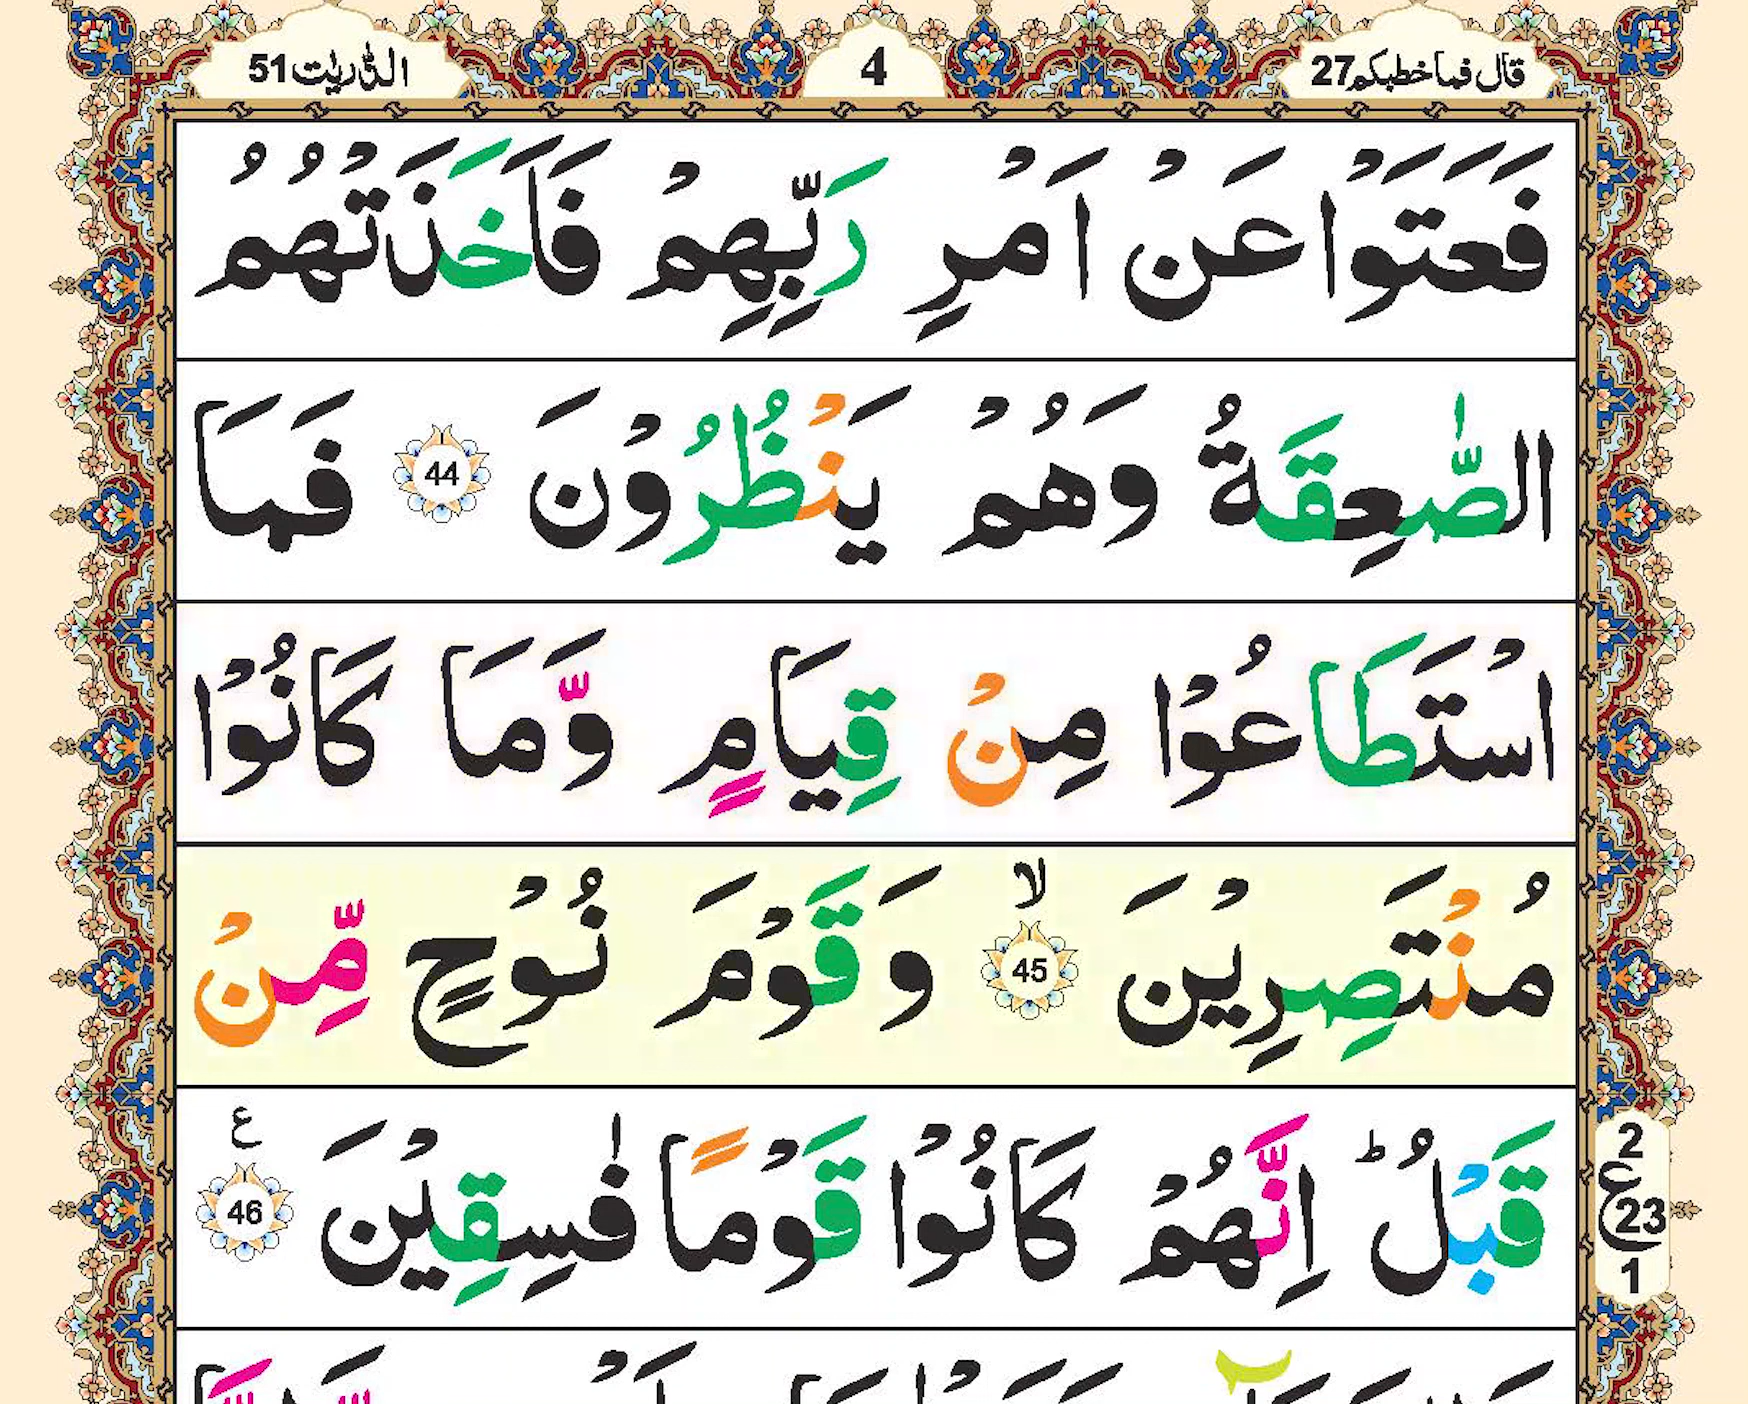 قال فما خطبكم 27 4 الذّٰریٰت 51
فَعَتَوْا عَنْ اَمْرِ رَبِّهِمْ فَاَخَذَتْهُمُ
الصّٰعِقَةُ وَهُمْ يَنْظُرُوْنَ 44 فَمَا
اسْتَطَاعُوْا مِنْ قِيَامٍ وَّمَا كَانُوْا
مُنْتَصِرِيْنَ 45 ۙ وَقَوْمَ نُوْحٍ مِّنْ
قَبْلُ ؕ اِنَّهُمْ كَانُوْا قَوْمًا فٰسِقِيْنَ 46 ع
2
ع 23
1